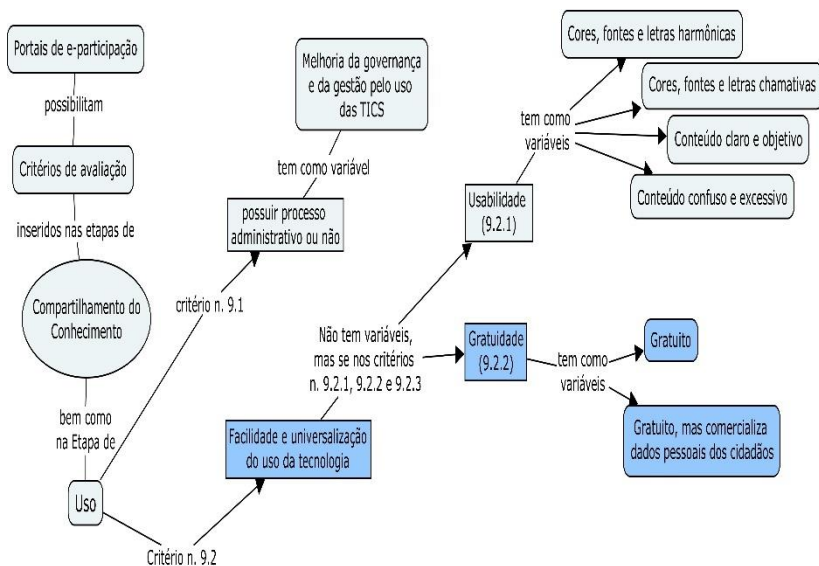 Portais de e-participação
possibilitam
Critérios de avaliação
inseridos nas etapas de
Compartilhamento do
Conhecimento
bem como
na Etapa de
Uso
critério n. 9.1
possuir processo
administrativo ou não
tem como variável
Melhoria da governança
e da gestão pelo uso
das TICS
Critério n. 9.2
Facilidade e universalização
do uso da tecnologia
Não tem variáveis,
mas se nos critérios
n. 9.2.1, 9.2.2 e 9.2.3
Usabilidade
(9.2.1)
tem como
variáveis
Cores, fontes e letras harmônicas
Cores, fontes e letras chamativas
Conteúdo claro e objetivo
Conteúdo confuso e excessivo
Gratuidade
(9.2.2)
tem como
variáveis
Gratuito
Gratuito, mas comercializa
dados pessoais dos cidadãos